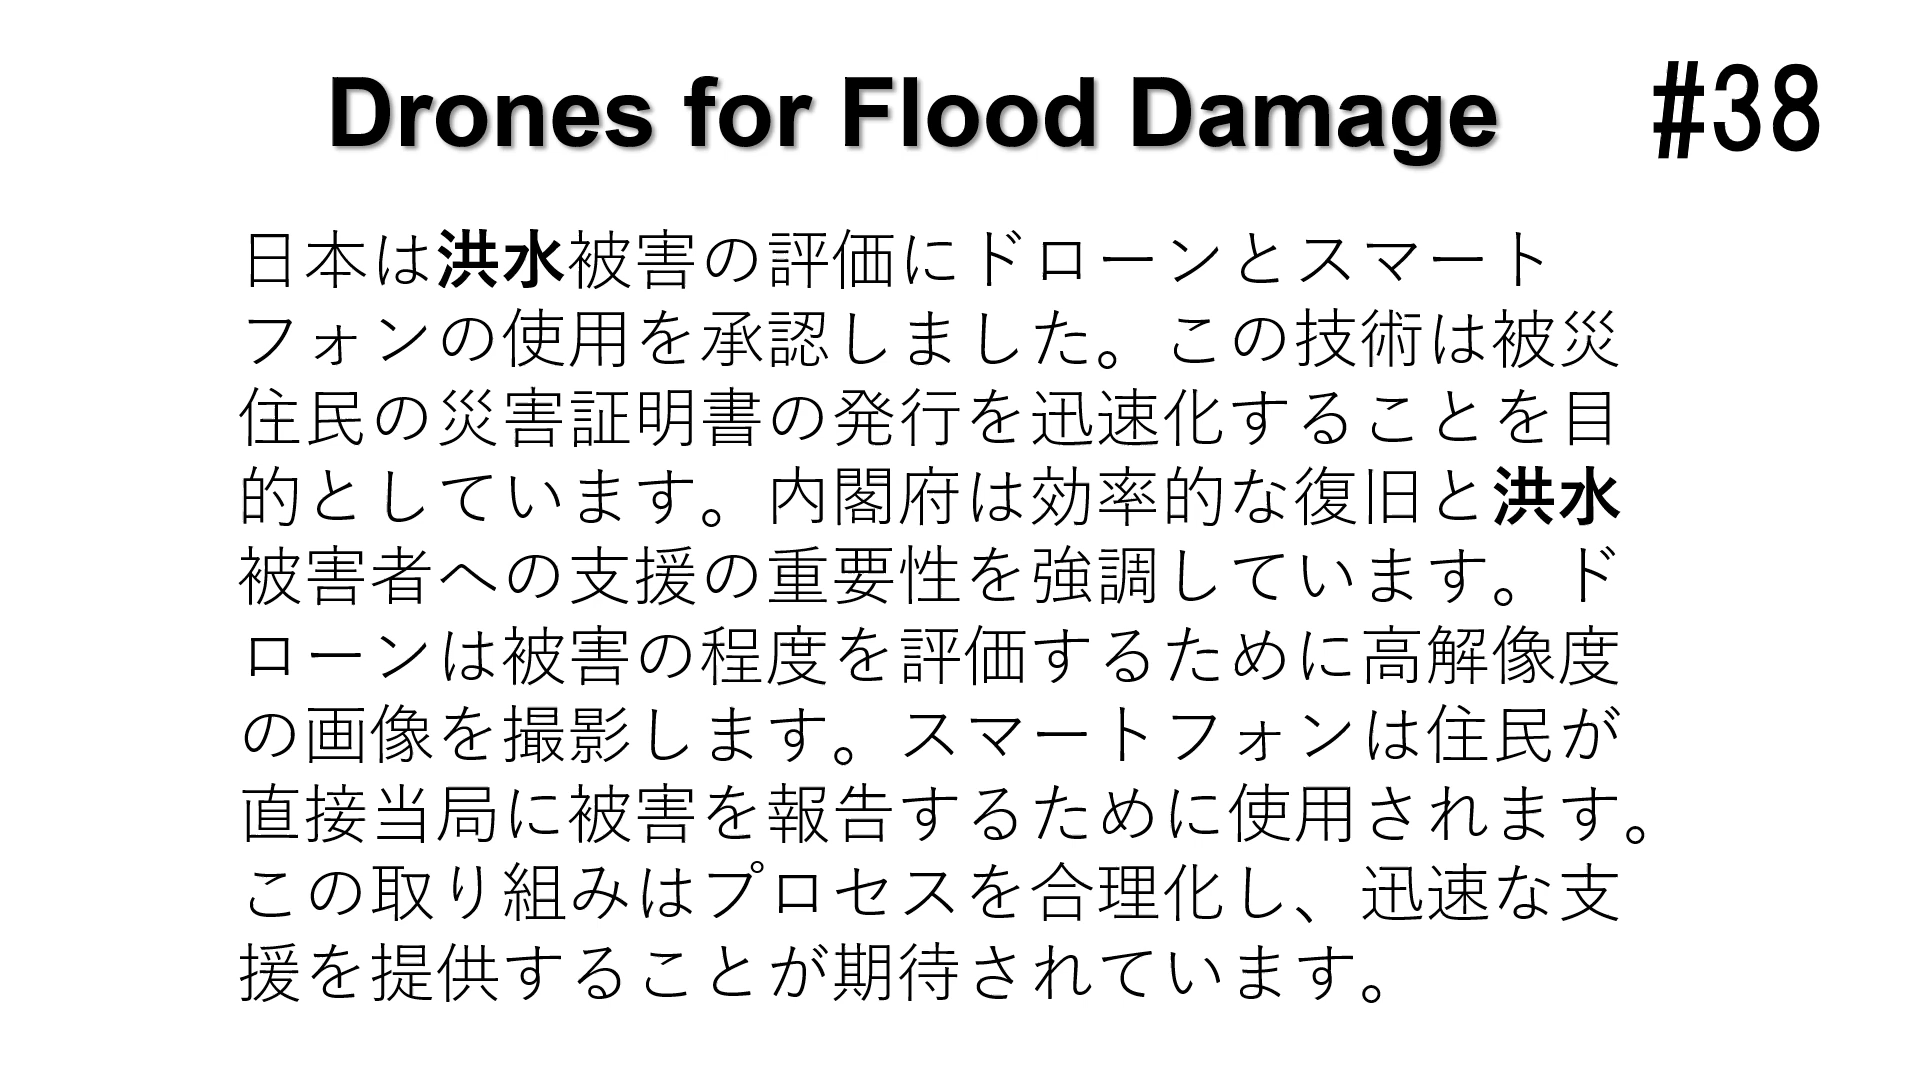 Drones for Flood Damage
#38
日本は洪水被害の評価にドローンとスマート
フォンの使用を承認しました。この技術は被災
住民の災害証明書の発行を迅速化することを目
的としています。内閣府は効率的な復旧と洪水
被害者への支援の重要性を強調しています。ド
ローンは被害の程度を評価するために高解像度
の画像を撮影します。スマートフォンは住民が
直接当局に被害を報告するために使用されます。
この取り組みはプロセスを合理化し、迅速な支
援を提供することが期待されています。